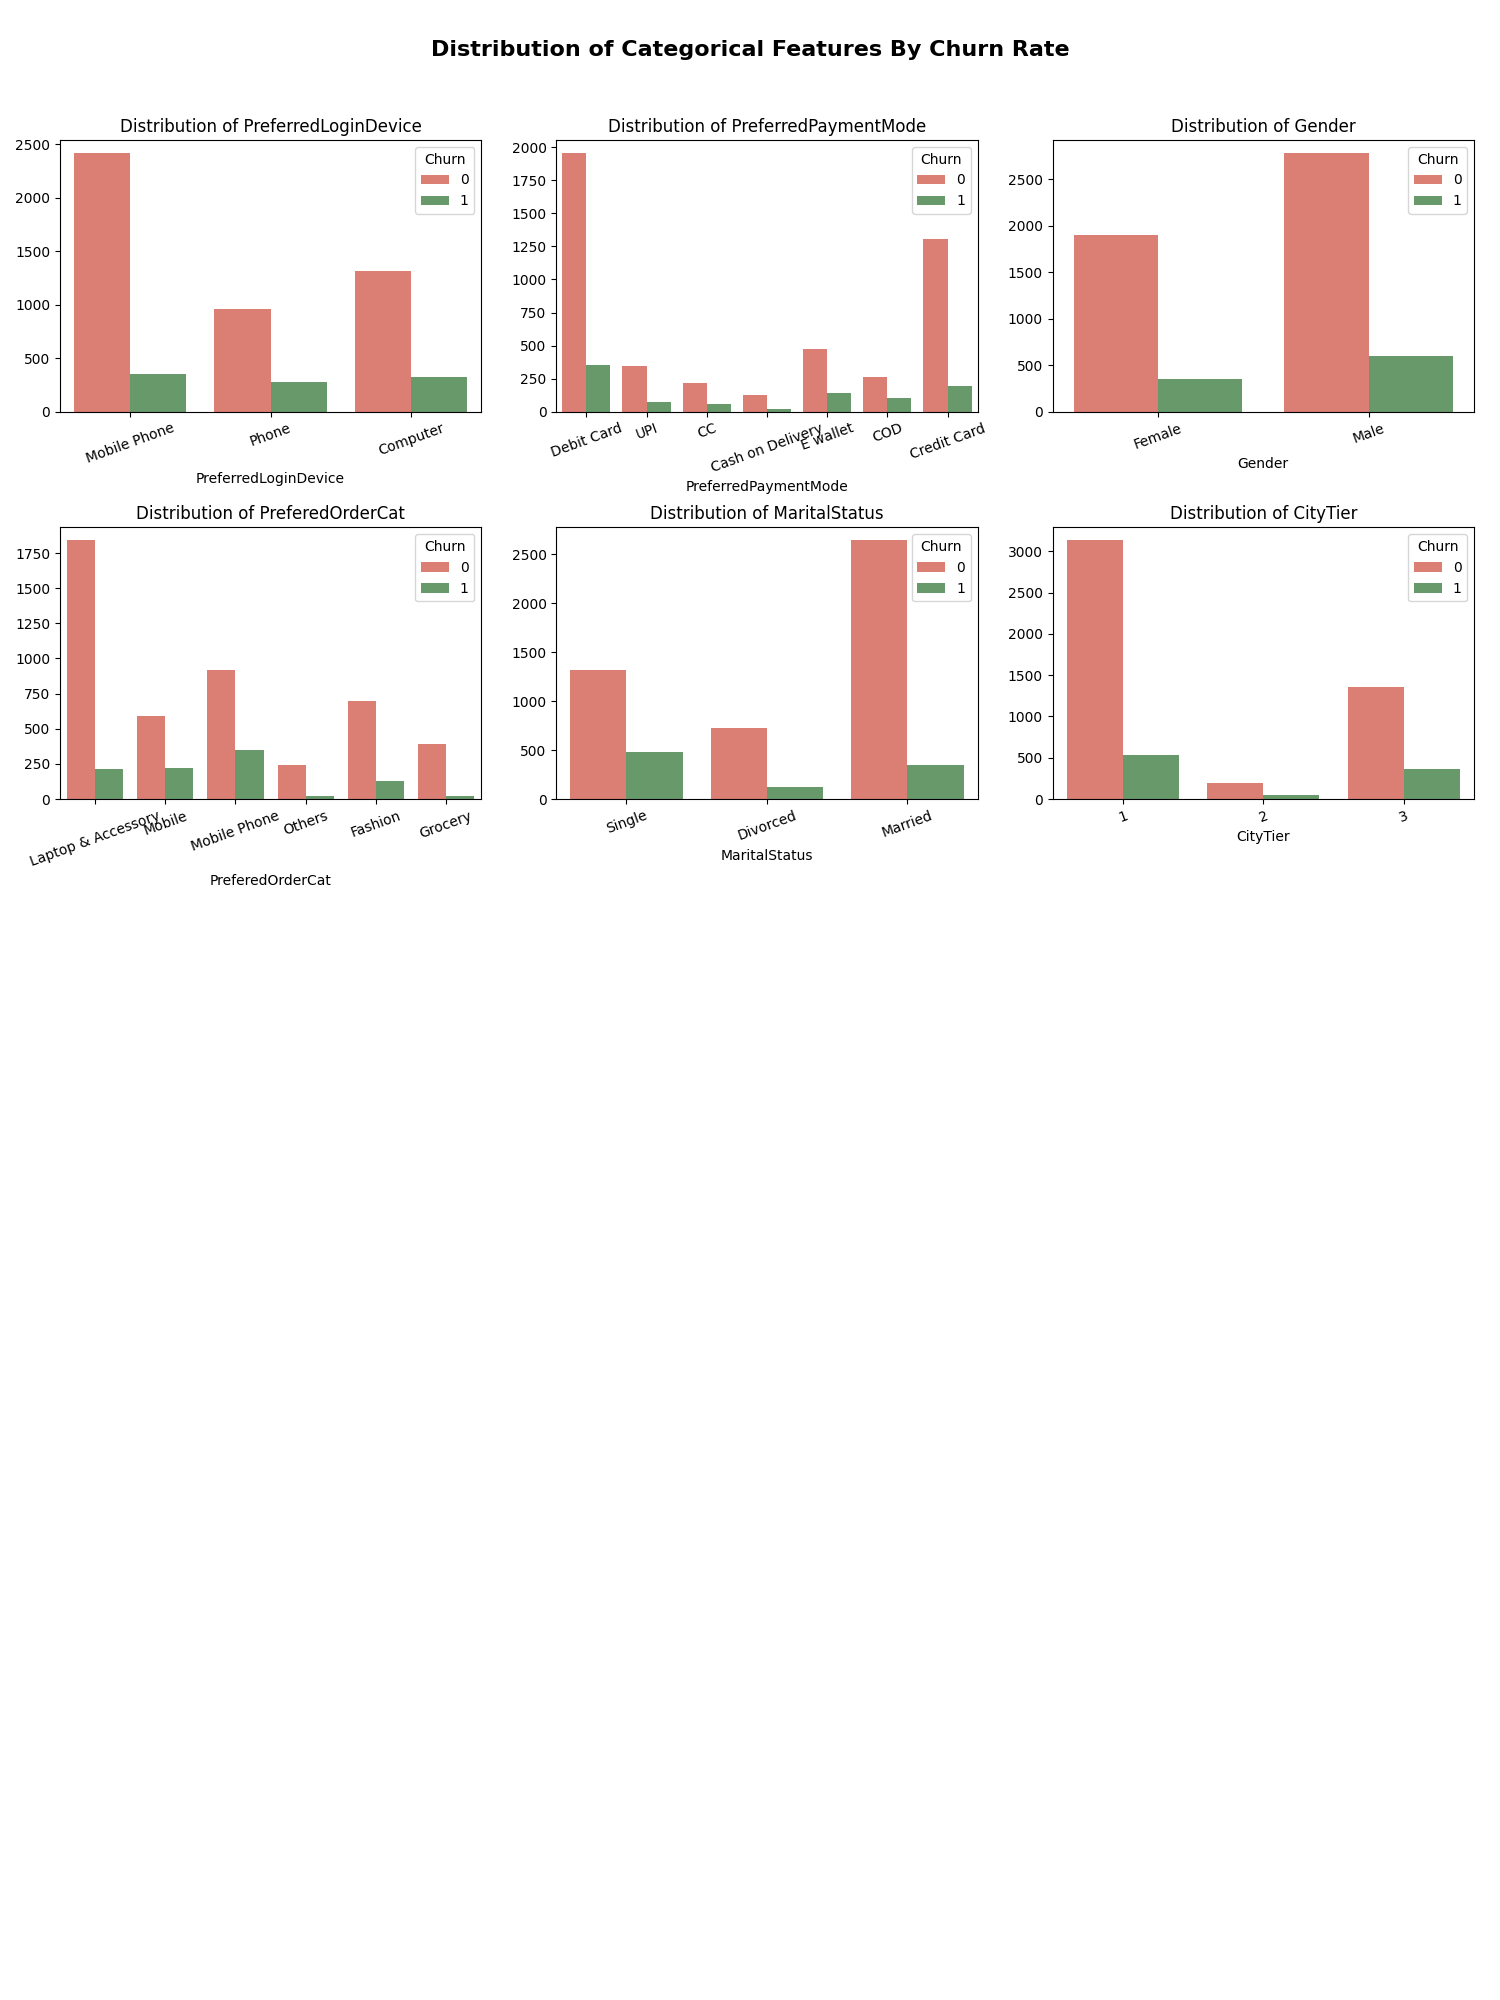 Distribution of Categorical Features By Churn Rate
Distribution of PreferredLoginDevice
2500
2000
1500
1000
500
0
Churn
0
1
Mobile Phone
Phone
Computer
PreferredLoginDevice
Distribution of PreferredPaymentMode
2000
1750
1500
1250
1000
750
500
250
0
Churn
0
1
Debit Card
UPI
CC
Cash on Delivery
E wallet
COD
Credit Card
PreferredPaymentMode
Distribution of Gender
2500
2000
1500
1000
500
0
Churn
0
1
Female
Male
Gender
Distribution of PreferedOrderCat
1750
1500
1250
1000
750
500
250
0
Churn
0
1
Laptop & Accessory
Mobile
Mobile Phone
Others
Fashion
Grocery
PreferedOrderCat
Distribution of MaritalStatus
2500
2000
1500
1000
500
0
Churn
0
1
Single
Divorced
Married
MaritalStatus
Distribution of CityTier
3000
2500
2000
1500
1000
500
0
Churn
0
1
1
2
3
CityTier